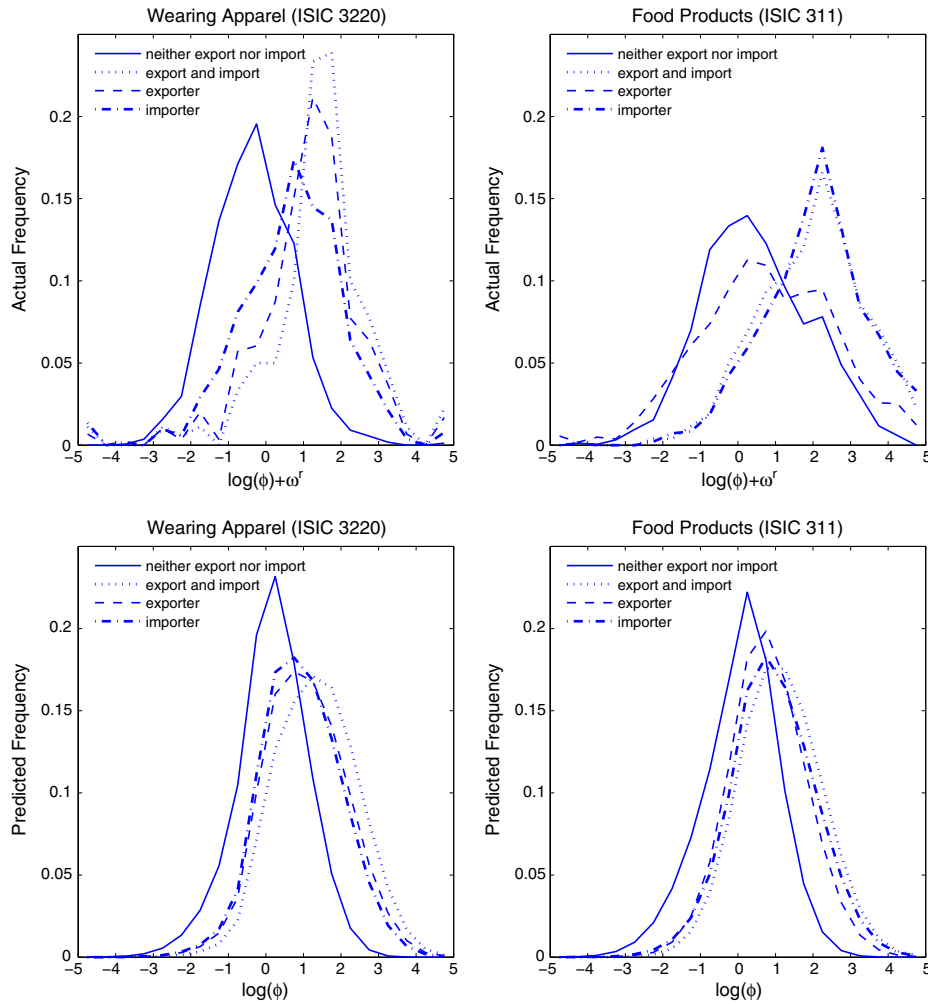 Wearing Apparel (ISIC 3220)
neither export nor import
export and import
exporter
importer
0.2
0.15
0.1
0.05
0
Actual Frequency
−5 −4 −3 −2 −1 0 1 2 3 4 5
log(ϕ)+ω^r
Food Products (ISIC 311)
neither export nor import
export and import
exporter
importer
0.2
0.15
0.1
0.05
0
Actual Frequency
−5 −4 −3 −2 −1 0 1 2 3 4 5
log(ϕ)+ω^r
Wearing Apparel (ISIC 3220)
neither export nor import
export and import
exporter
importer
0.2
0.15
0.1
0.05
0
Predicted Frequency
−5 −4 −3 −2 −1 0 1 2 3 4 5
log(ϕ)
Food Products (ISIC 311)
neither export nor import
export and import
exporter
importer
0.2
0.15
0.1
0.05
0
Predicted Frequency
−5 −4 −3 −2 −1 0 1 2 3 4 5
log(ϕ)